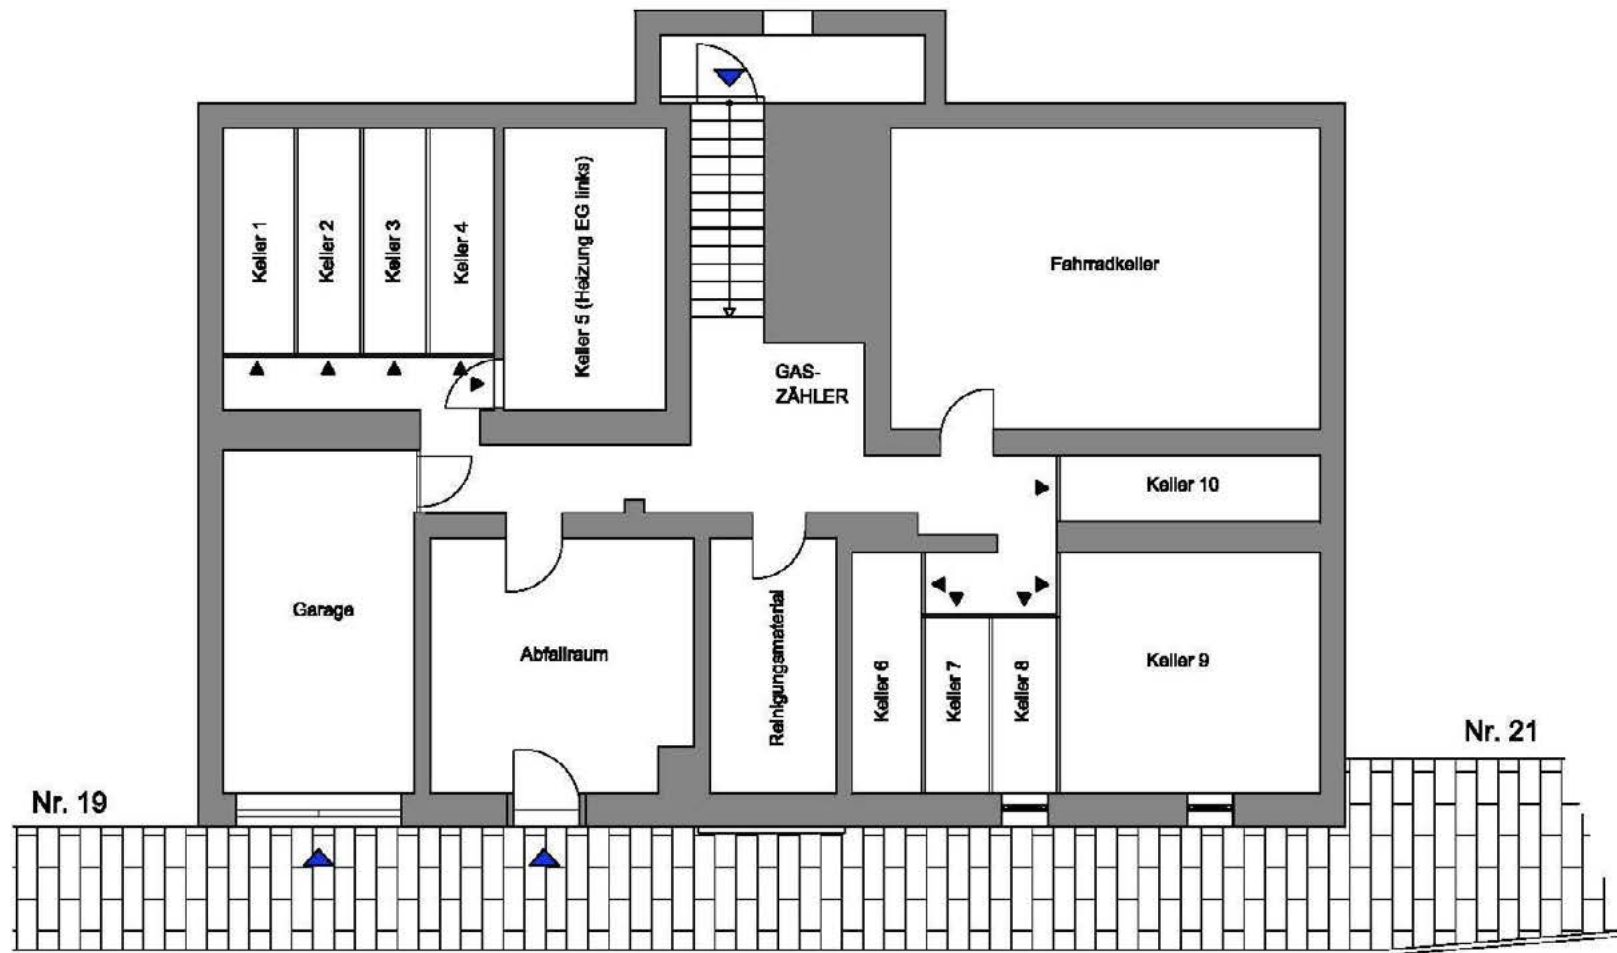 Keller 1
Keller 2
Keller 3
Keller 4
Keller 5 (Heizung EG links)
Fahrradkeller
GAS-
ZÄHLER
Keller 10
Garage
Abfallraum
Reinigungsmaterial
Keller 6
Keller 7
Keller 8
Keller 9
Nr. 19
Nr. 21